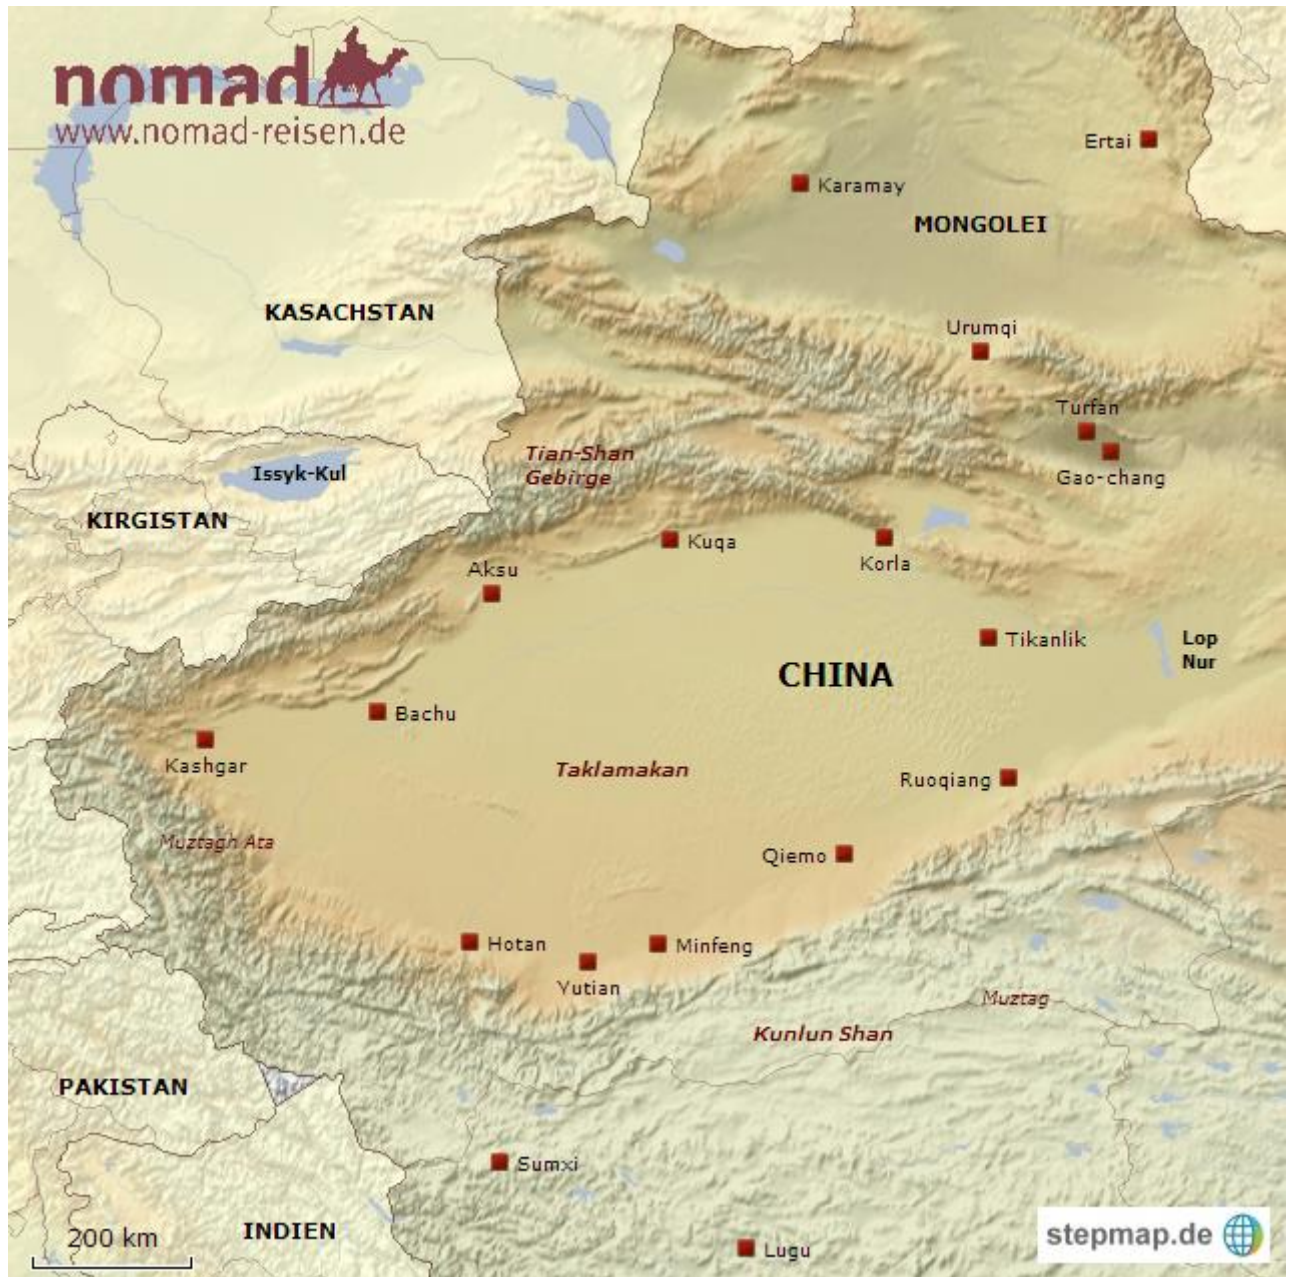 nomad
www.nomad-reisen.de
Ertai
Karamay
MONGOLEI
KASACHSTAN
Urumqi
Turfan
Tian-Shan
Gebirge
Issyk-Kul
Gao-chang
KIRGISTAN
Kuqa
Korla
Aksu
Tikanlik
Lop
Nur
CHINA
Bachu
Kashgar
Taklamakan
Ruoqiang
Muztagh Ata
Qiemo
Hotan
Minfeng
Yutian
Muztag
Kunlun Shan
PAKISTAN
Sumxi
INDIEN
200 km
stepmap.de
Lugu